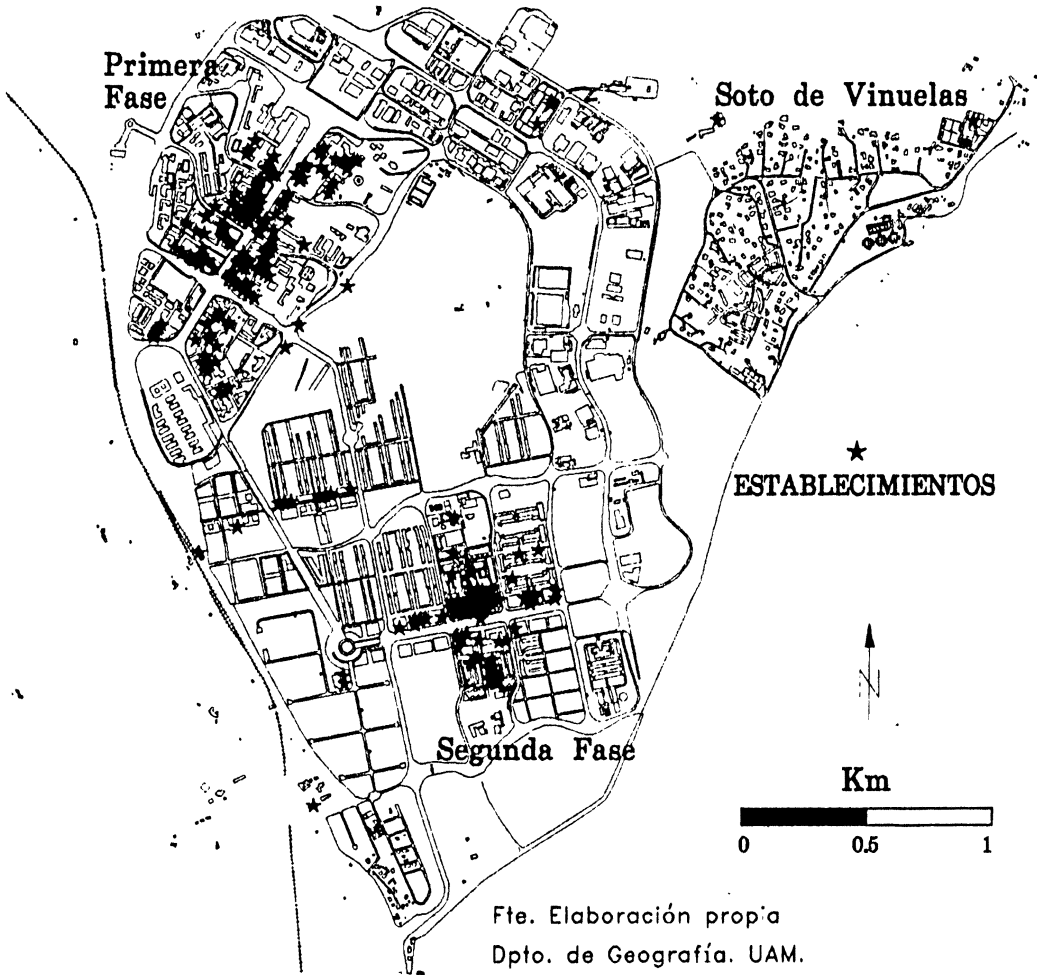 Primera
Fase
Soto de Vinuelas
ESTABLECIMIENTOS
N
Segunda Fase
Km
0 0.5 1
Fte. Elaboración propia
Dpto. de Geografía. UAM.